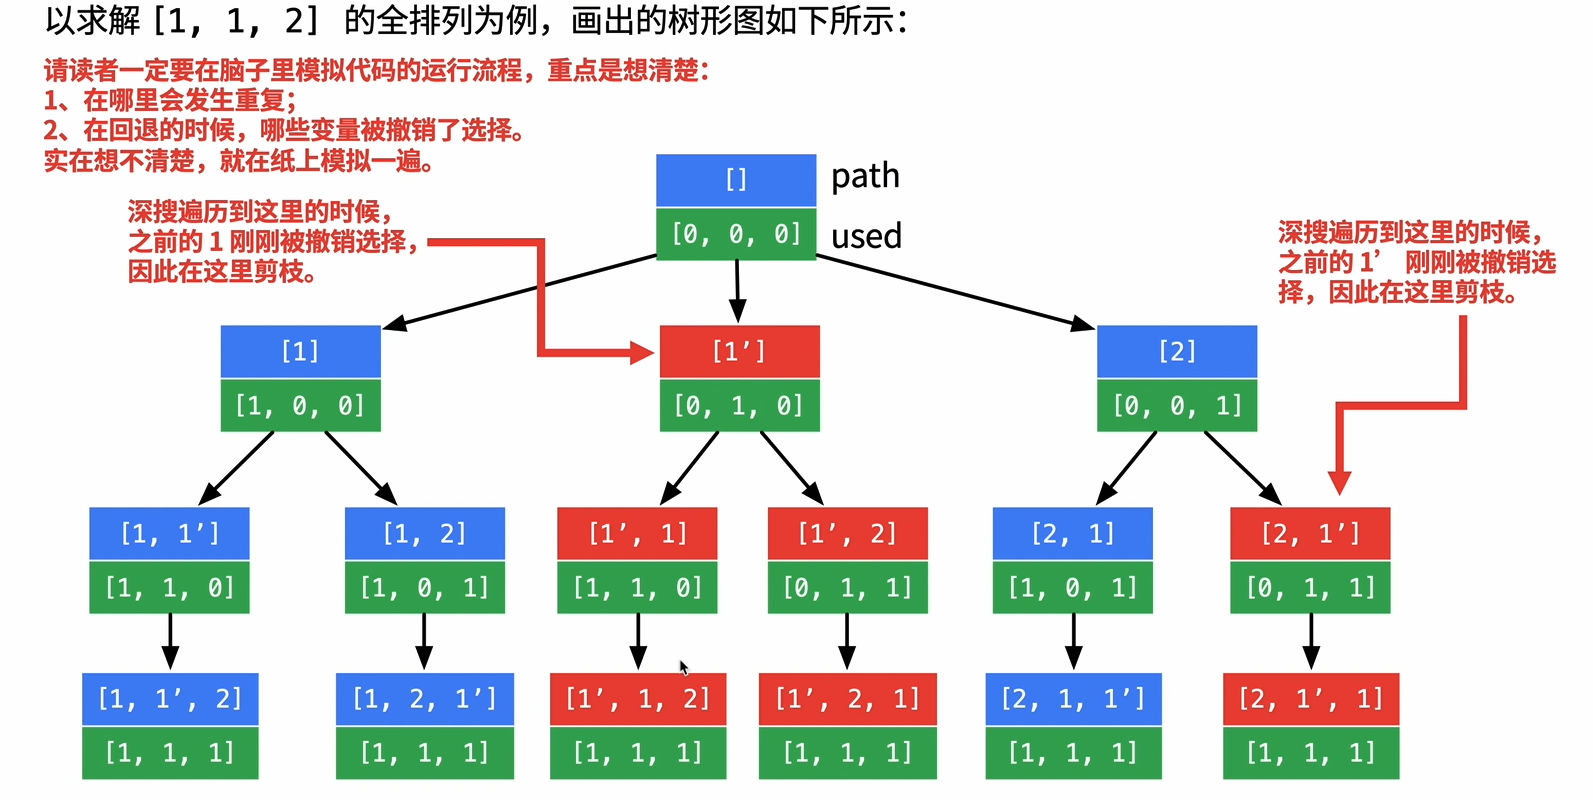 以求解 [1, 1, 2] 的全排列为例，画出的树形图如下所示：
请读者一定要在脑子里模拟代码的运行流程，重点是想清楚：
1、在哪里会发生重复；
2、在回退的时候，哪些变量被撤销了选择。
实在想不清楚，就在纸上模拟一遍。
[] path
[0, 0, 0] used
深搜遍历到这里的时候，
之前的 1 刚刚被撤销选择，
因此在这里剪枝。
深搜遍历到这里的时候，
之前的 1’ 刚刚被撤销选
择，因此在这里剪枝。
[1] [1’] [2]
[1, 0, 0] [0, 1, 0] [0, 0, 1]
[1, 1’] [1, 2] [1’, 1] [1’, 2] [2, 1] [2, 1’]
[1, 1, 0] [1, 0, 1] [1, 1, 0] [0, 1, 1] [1, 0, 1] [0, 1, 1]
[1, 1’, 2] [1, 2, 1’] [1’, 1, 2] [1’, 2, 1] [2, 1, 1’] [2, 1’, 1]
[1, 1, 1] [1, 1, 1] [1, 1, 1] [1, 1, 1] [1, 1, 1] [1, 1, 1]